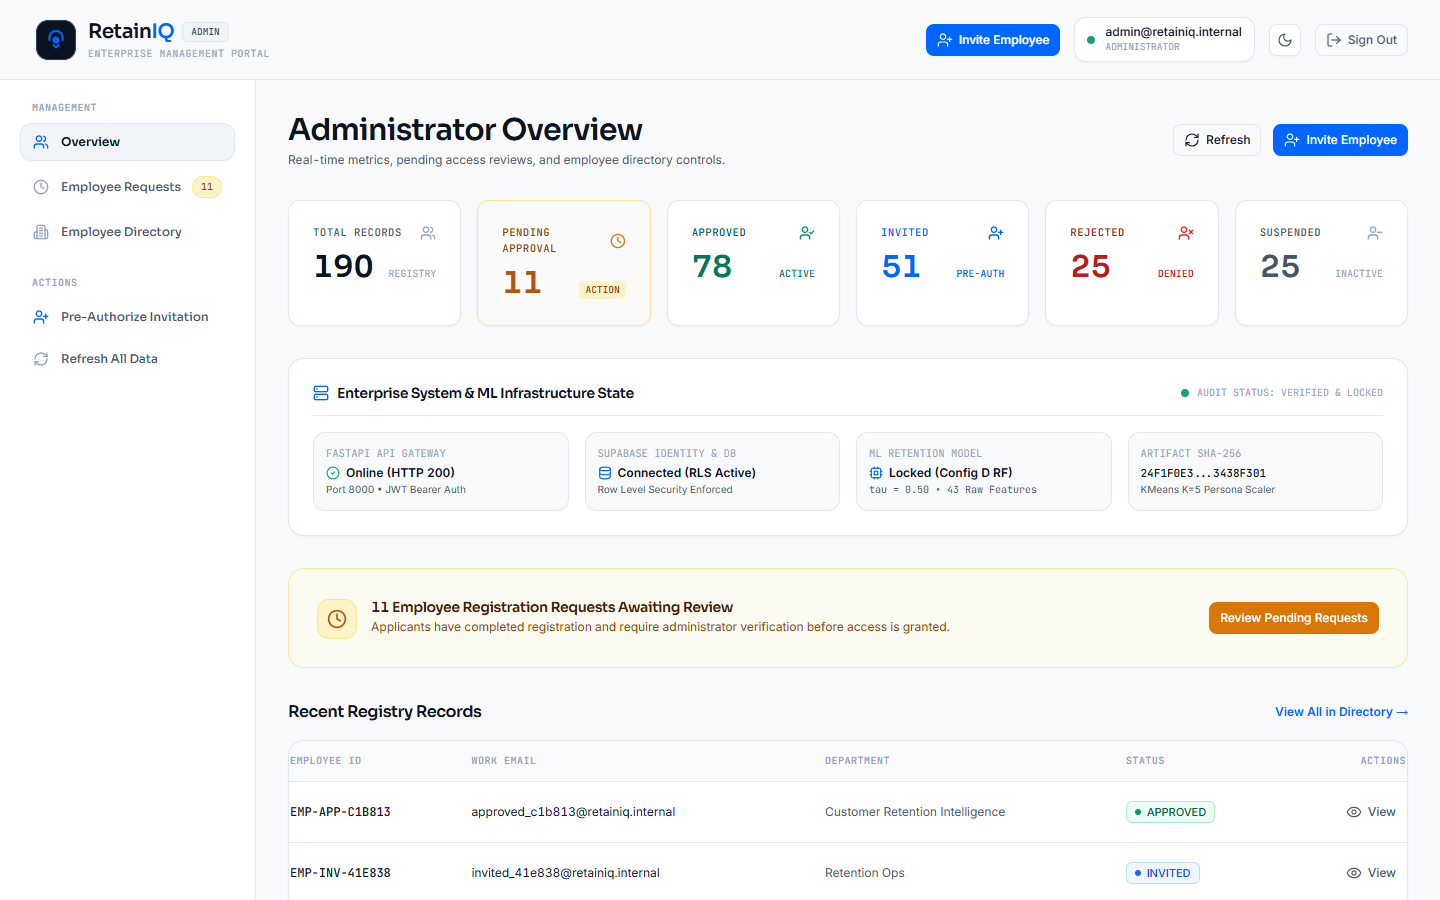 RetainIQ ADMIN
ENTERPRISE MANAGEMENT PORTAL
Invite Employee
admin@retainiq.internal
ADMINISTRATOR
Sign Out
MANAGEMENT
Overview
Employee Requests 11
Employee Directory
ACTIONS
Pre-Authorize Invitation
Refresh All Data
Administrator Overview
Real-time metrics, pending access reviews, and employee directory controls.
Refresh
Invite Employee
TOTAL RECORDS
190 REGISTRY
PENDING
APPROVAL
11 ACTION
APPROVED
78 ACTIVE
INVITED
51 PRE-AUTH
REJECTED
25 DENIED
SUSPENDED
25 INACTIVE
Enterprise System & ML Infrastructure State
AUDIT STATUS: VERIFIED & LOCKED
FASTAPI API GATEWAY
Online (HTTP 200)
Port 8000 • JWT Bearer Auth
SUPABASE IDENTITY & DB
Connected (RLS Active)
Row Level Security Enforced
ML RETENTION MODEL
Locked (Config D RF)
tau = 0.50 • 43 Raw Features
ARTIFACT SHA-256
24F1F0E3...3438F301
KMeans K=5 Persona Scaler
11 Employee Registration Requests Awaiting Review
Applicants have completed registration and require administrator verification before access is granted.
Review Pending Requests
Recent Registry Records
View All in Directory →
EMPLOYEE ID WORK EMAIL DEPARTMENT STATUS ACTIONS
EMP-APP-C1B813 approved_c1b813@retainiq.internal Customer Retention Intelligence APPROVED View
EMP-INV-41E838 invited_41e838@retainiq.internal Retention Ops INVITED View